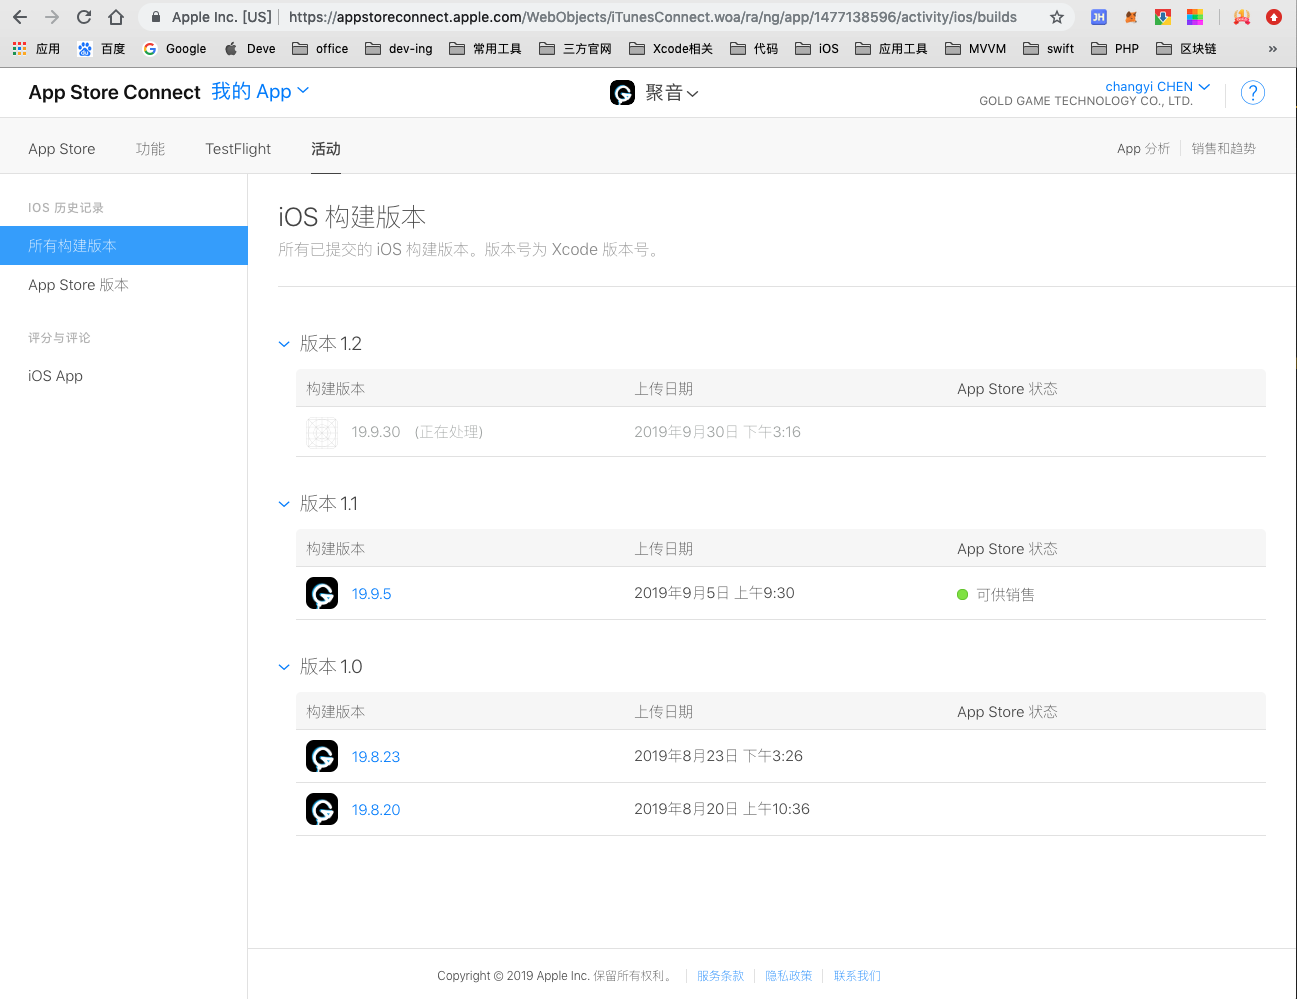 Apple Inc. [US] | https://appstoreconnect.apple.com/WebObjects/iTunesConnect.woa/ra/ng/app/1477138596/activity/ios/builds
JH
应用 百度 Google Deve office dev-ing 常用工具 三方官网 Xcode相关 代码 iOS 应用工具 MVVM swift PHP 区块链 »
App Store Connect 我的 App 聚音 changyi CHEN ?
GOLD GAME TECHNOLOGY CO., LTD.
App Store 功能 TestFlight 活动 App 分析 销售和趋势
IOS 历史记录
所有构建版本
App Store 版本
评分与评论
iOS App
iOS 构建版本
所有已提交的 iOS 构建版本。版本号为 Xcode 版本号。
版本 1.2
构建版本 上传日期 App Store 状态
19.9.30 (正在处理) 2019年9月30日 下午3:16
版本 1.1
构建版本 上传日期 App Store 状态
19.9.5 2019年9月5日 上午9:30 可供销售
版本 1.0
构建版本 上传日期 App Store 状态
19.8.23 2019年8月23日 下午3:26
19.8.20 2019年8月20日 上午10:36
Copyright © 2019 Apple Inc. 保留所有权利。 服务条款 隐私政策 联系我们